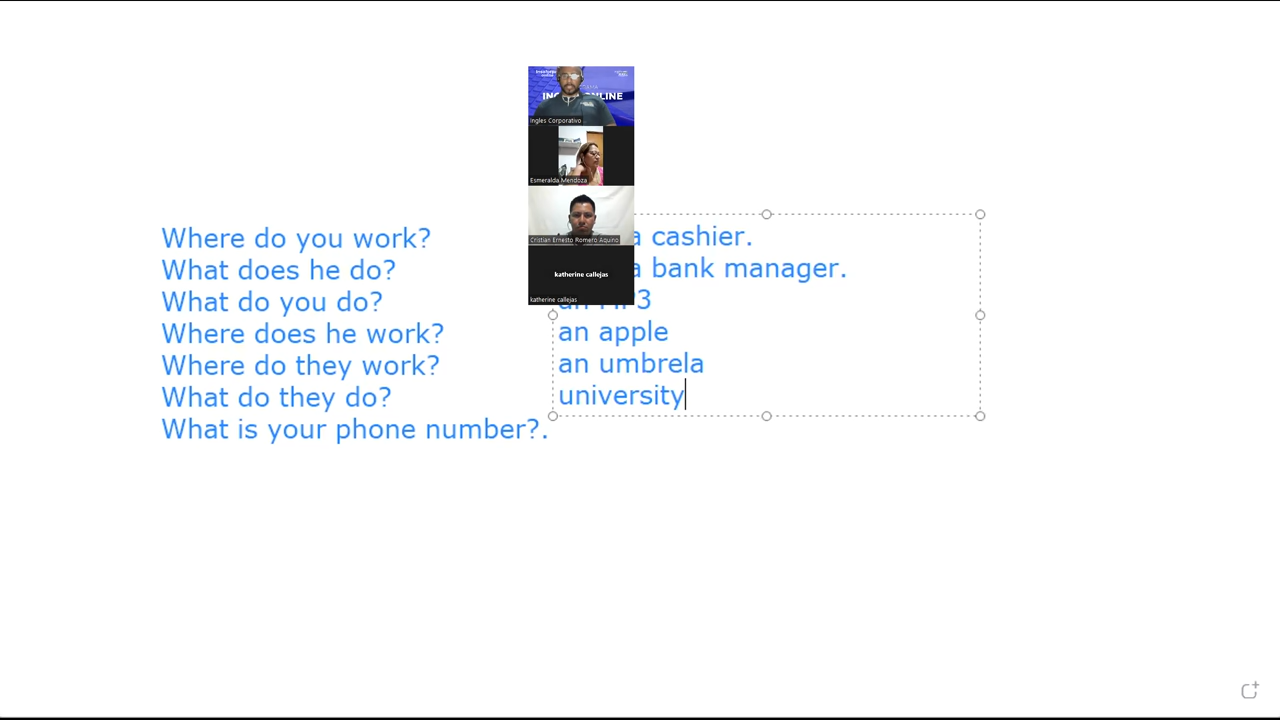 Ingles Corporativo
Esmeralda Mendoza
Cristian Ernesto Romero Aquino
katherine callejas
katherine callejas
Where do you work?
What does he do?
What do you do?
Where does he work?
Where do they work?
What do they do?
What is your phone number?.
a cashier.
a bank manager.
an apple
an umbrela
university